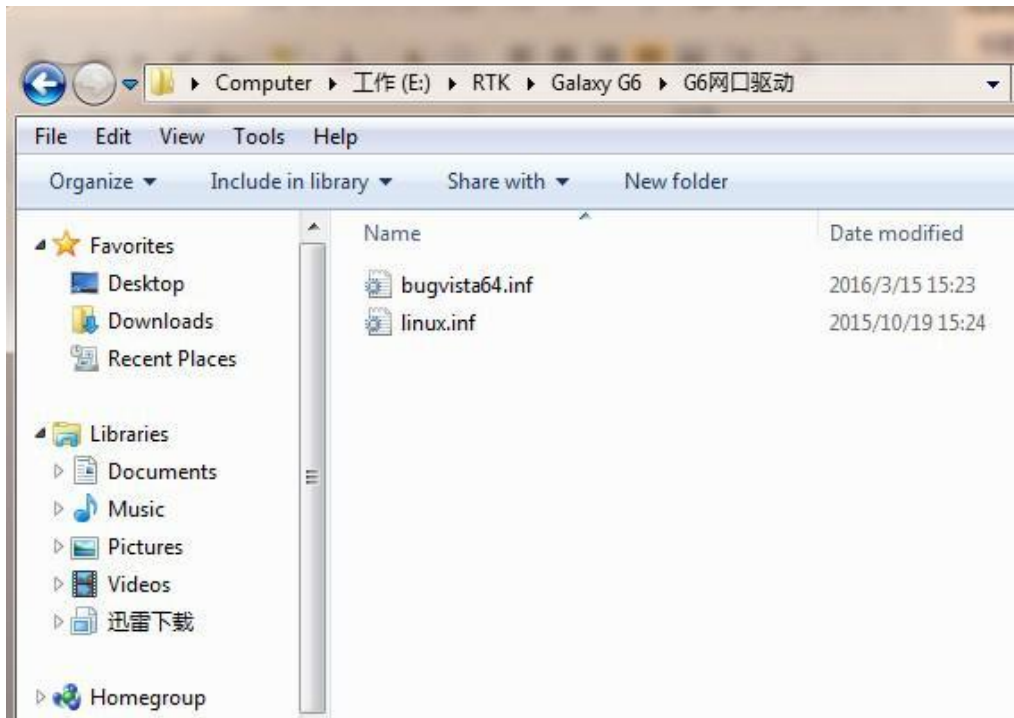 Computer 工作 (E:) RTK Galaxy G6 G6网口驱动
File Edit View Tools Help
Organize Include in library Share with New folder
Favorites
Desktop
Downloads
Recent Places
Libraries
Documents
Music
Pictures
Videos
迅雷下载
Homegroup
Name Date modified
bugvista64.inf 2016/3/15 15:23
linux.inf 2015/10/19 15:24